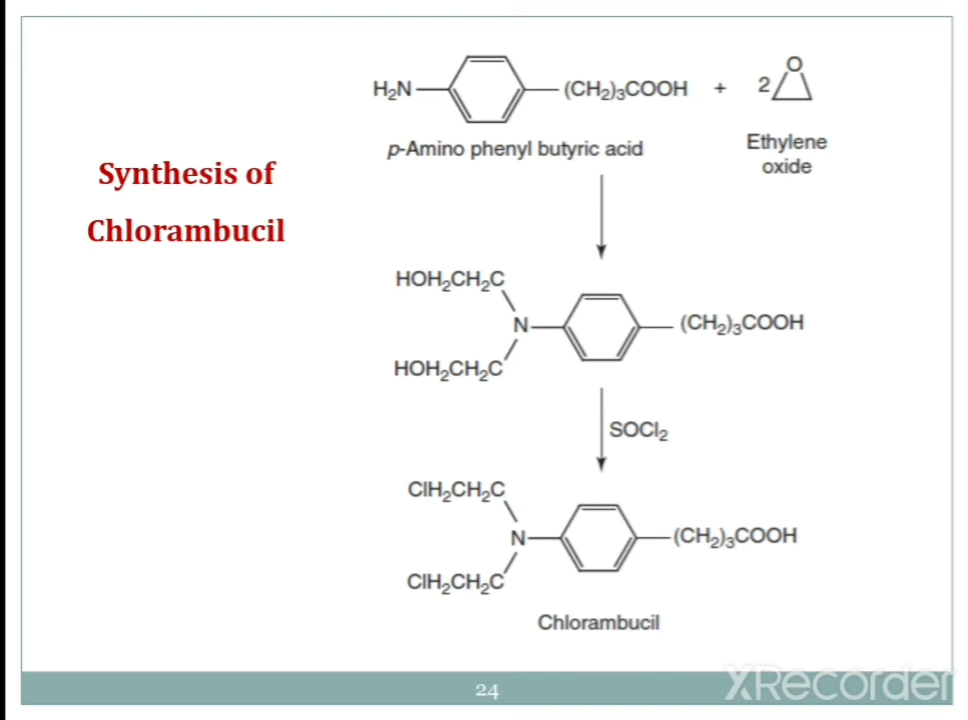 Synthesis of
Chlorambucil
H₂N
(CH₂)₃COOH + 2 O
p-Amino phenyl butyric acid
Ethylene
oxide
HOH₂CH₂C
N
(CH₂)₃COOH
HOH₂CH₂C
SOCl₂
ClH₂CH₂C
N
(CH₂)₃COOH
ClH₂CH₂C
Chlorambucil
24
XRecorder